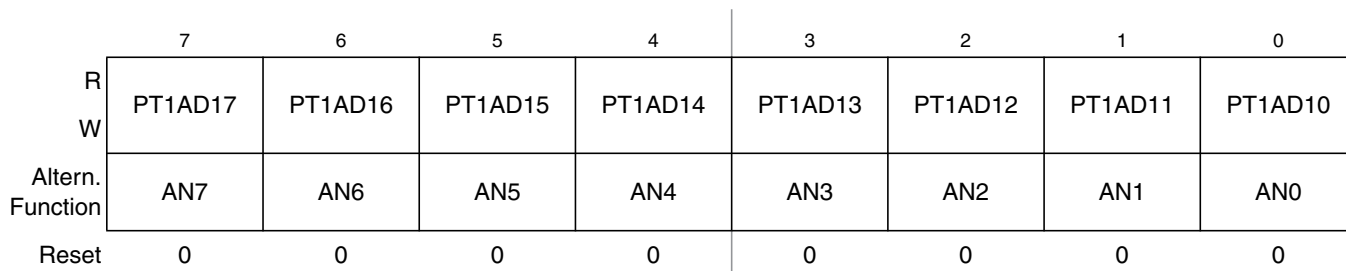 7 6 5 4 3 2 1 0
R
W
PT1AD17 PT1AD16 PT1AD15 PT1AD14 PT1AD13 PT1AD12 PT1AD11 PT1AD10
Altern.
Function
AN7 AN6 AN5 AN4 AN3 AN2 AN1 AN0
Reset 0 0 0 0 0 0 0 0